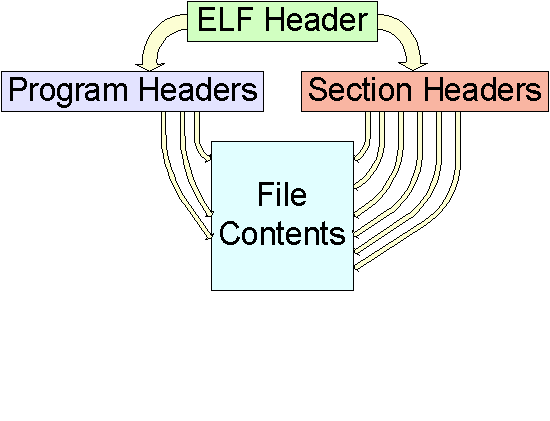 ELF Header
Program Headers
Section Headers
File
Contents